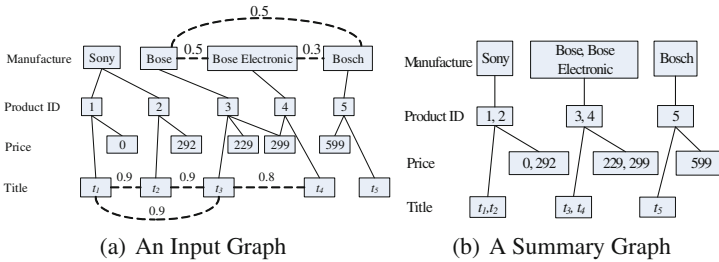 0.5
Manufacture Sony Bose 0.5 Bose Electronic 0.3 Bosch
Product ID 1 2 3 4 5
Price 0 292 229 299 599
Title t1 0.9 t2 0.9 t3 0.8 t4 t5
0.9
(a) An Input Graph
Manufacture Sony Bose, Bose Electronic Bosch
Product ID 1, 2 3, 4 5
Price 0, 292 229, 299 599
Title t1,t2 t3, t4 t5
(b) A Summary Graph